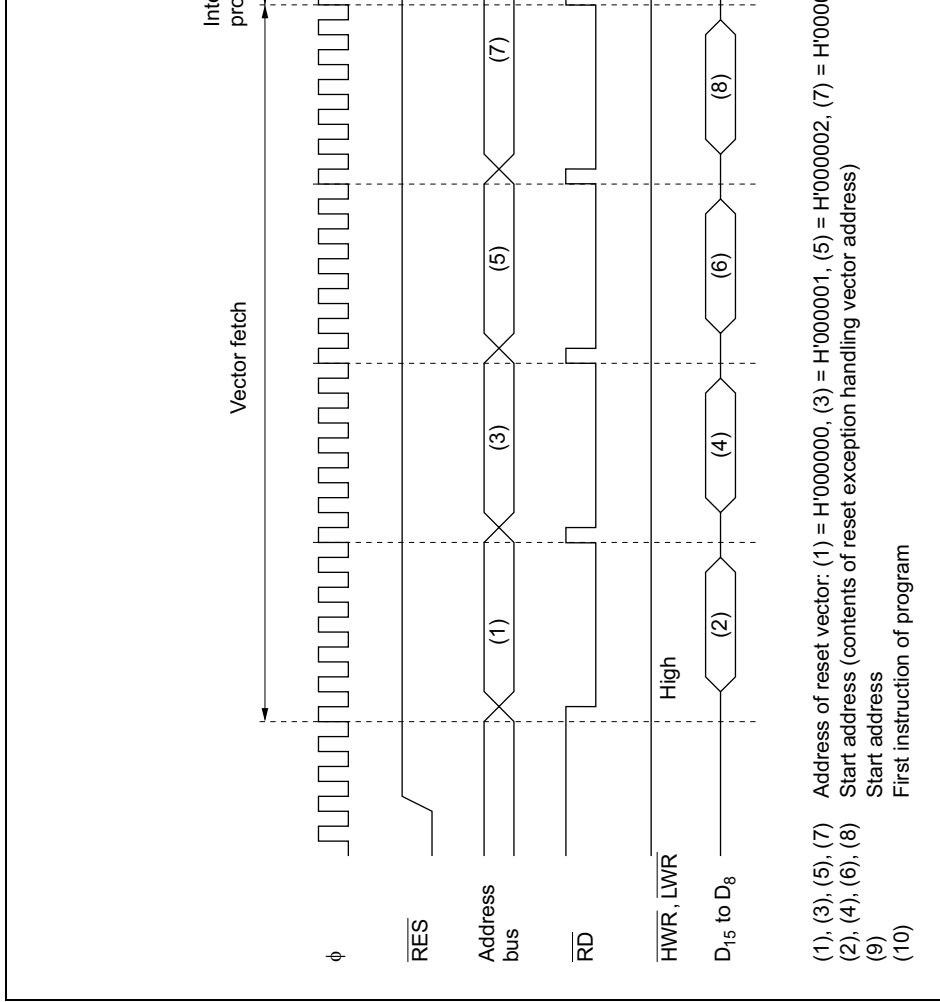 Vector fetch
Inte
pro
φ
RES
Address
bus
(1)
(3)
(5)
(7)
RD
HWR, LWR
High
D15 to D8
(2)
(4)
(6)
(8)
(1), (3), (5), (7) Address of reset vector: (1) = H'000000, (3) = H'000001, (5) = H'000002, (7) = H'0000
(2), (4), (6), (8) Start address (contents of reset exception handling vector address)
(9) Start address
(10) First instruction of program